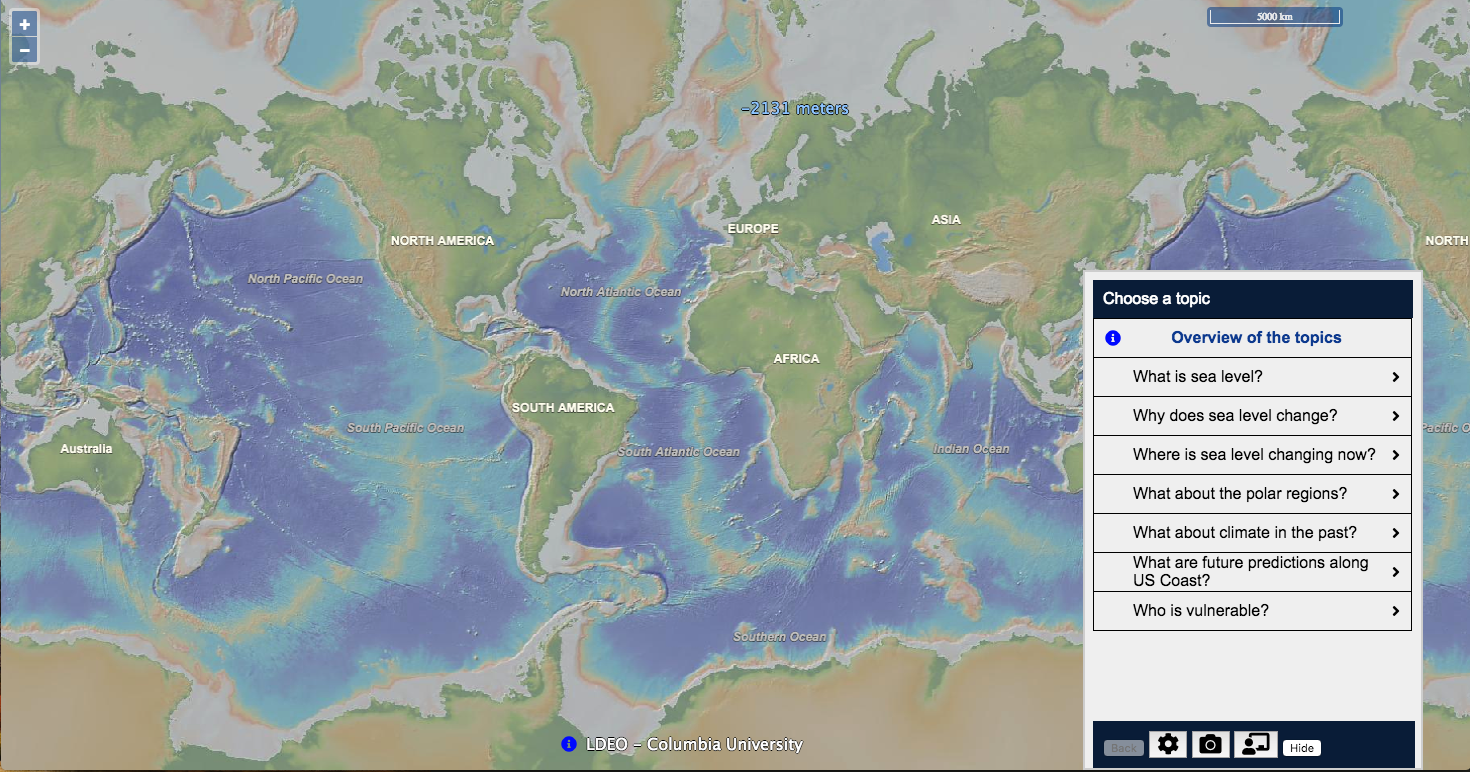 +
−
5000 km
-2131 meters
NORTH AMERICA
EUROPE
ASIA
NORTH
North Pacific Ocean
North Atlantic Ocean
AFRICA
SOUTH AMERICA
South Pacific Ocean
Australia
South Atlantic Ocean
Indian Ocean
Pacific O
Southern Ocean
LDEO - Columbia University
Choose a topic
Overview of the topics
What is sea level?
Why does sea level change?
Where is sea level changing now?
What about the polar regions?
What about climate in the past?
What are future predictions along
US Coast?
Who is vulnerable?
Back
Hide